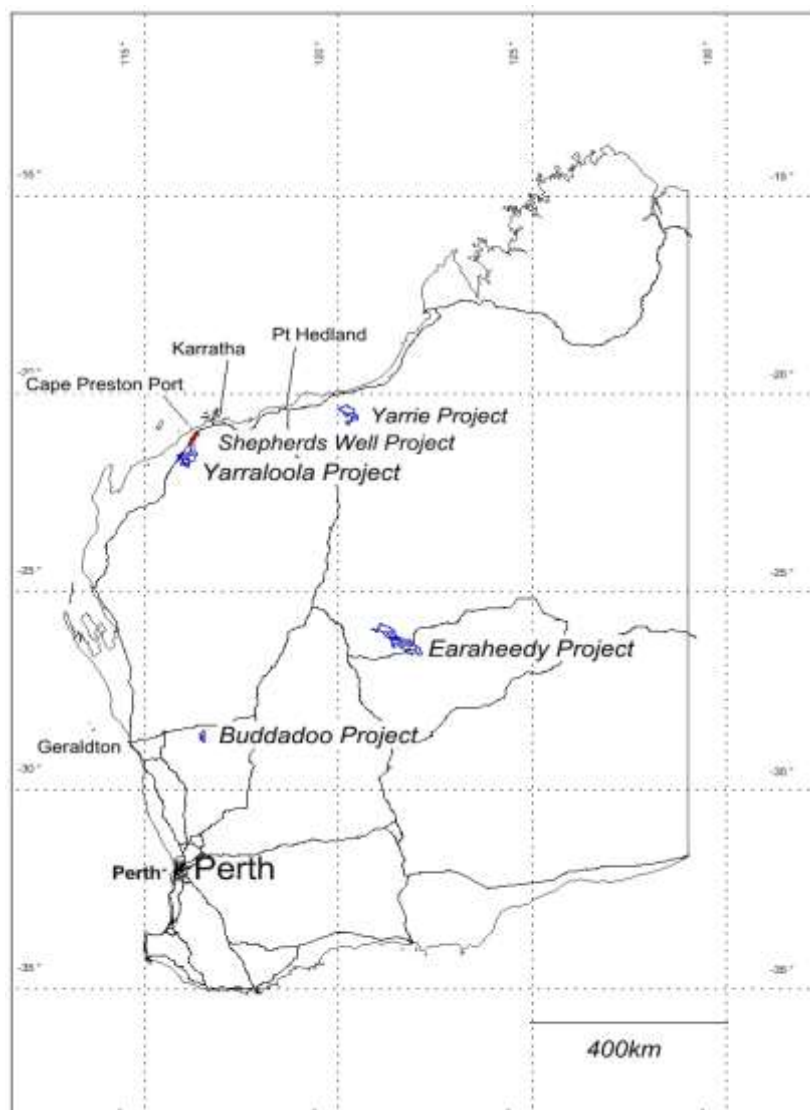 115°
120°
125°
130°
-15°
-15°
Pt Hedland
Karratha
-20°
-20°
Cape Preston Port
Yarrie Project
Shepherds Well Project
Yarraloola Project
-25°
-25°
Earaheedy Project
Buddadoo Project
Geraldton
-30°
-30°
Perth
Perth
-35°
-35°
400km